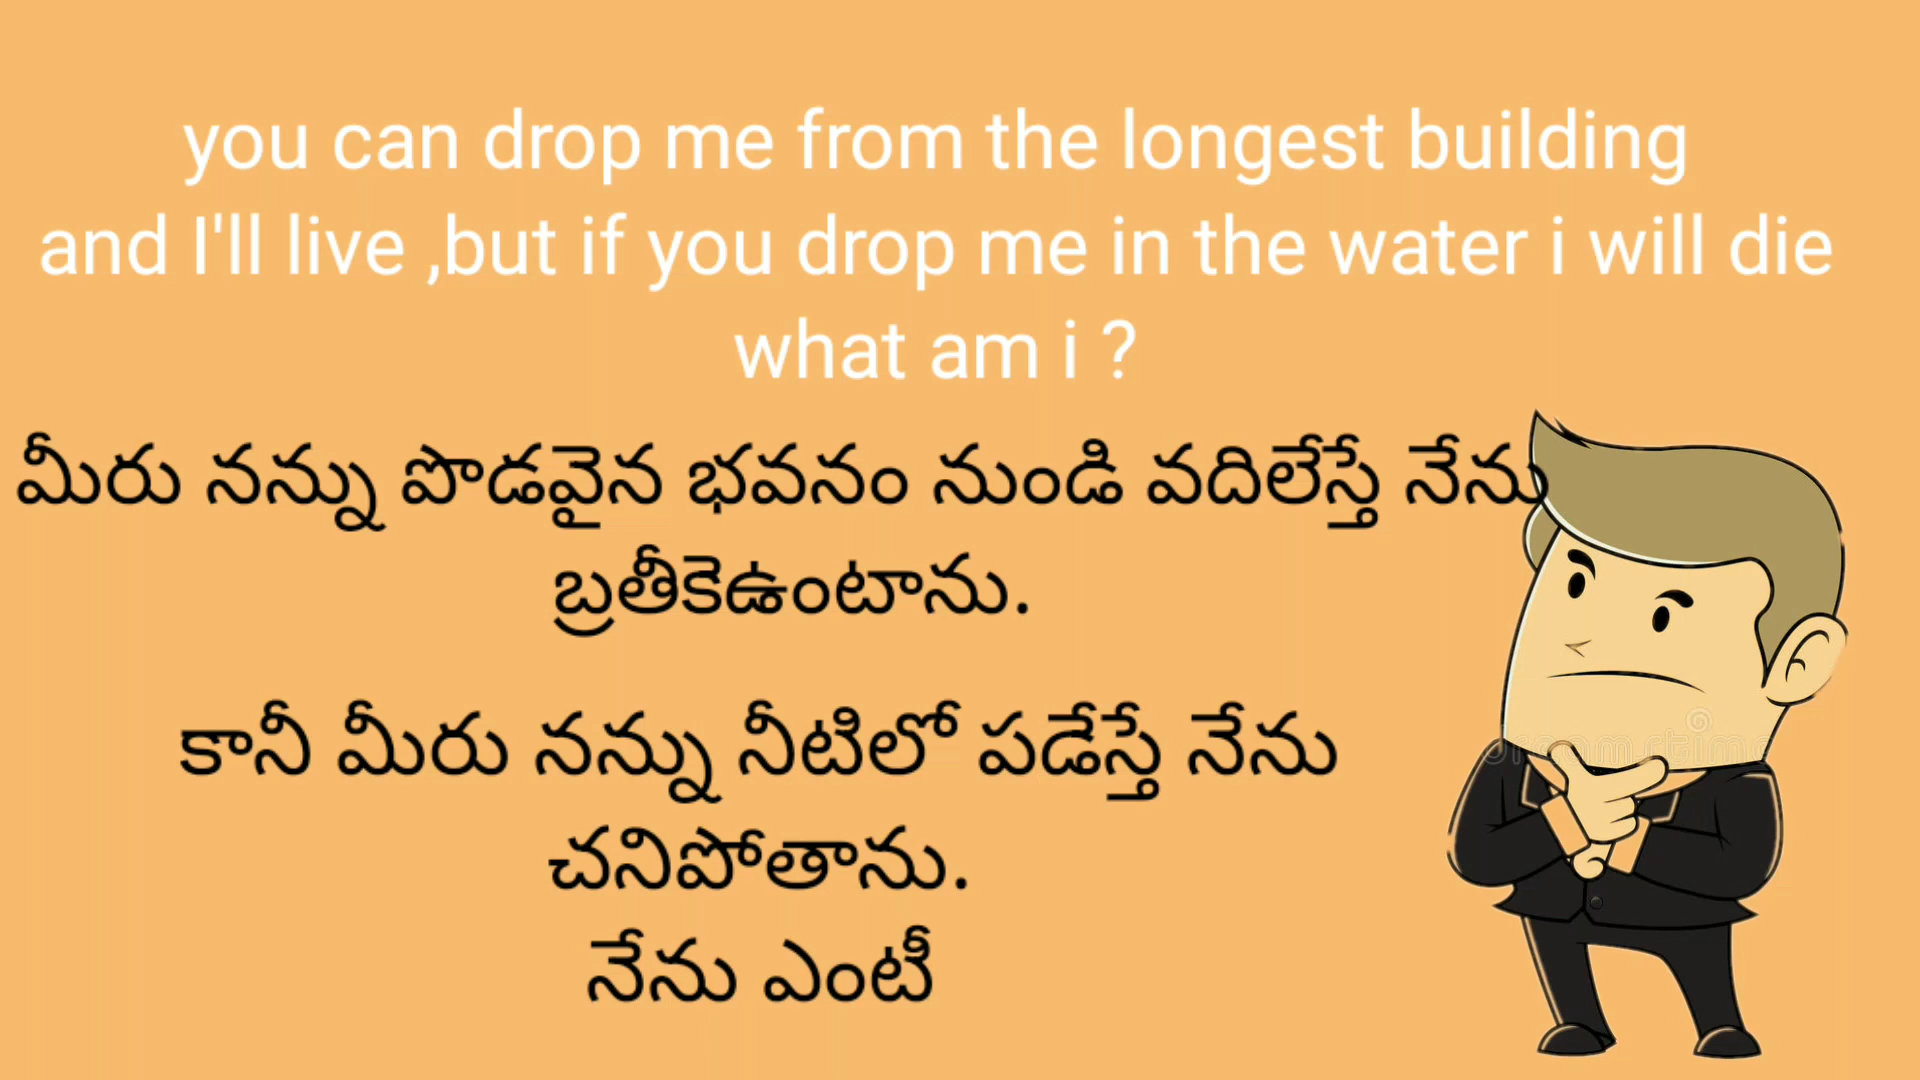 you can drop me from the longest building
and I'll live ,but if you drop me in the water i will die
what am i ?
మీరు నన్ను పొడవైన భవనం నుండి వదిలేస్తే నేను
బ్రతీకెఉంటాను.
కానీ మీరు నన్ను నీటిలో పడేస్తే నేను
చనిపోతాను.
నేను ఎంటీ
dreamstime